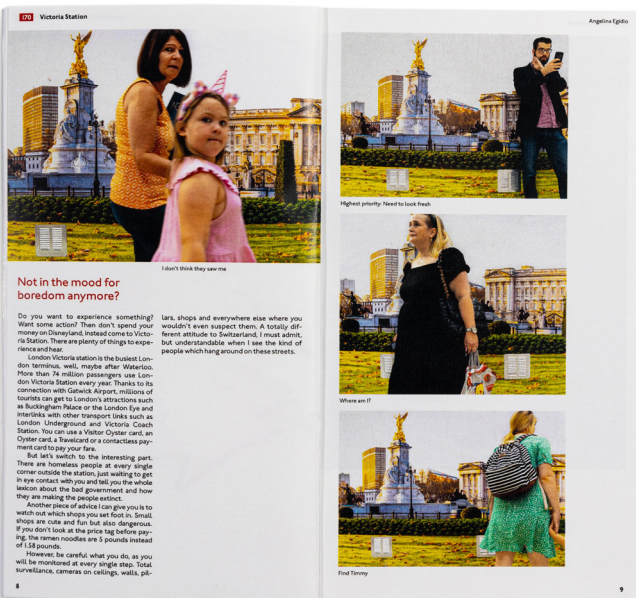 170 Victoria Station
I don't think they saw me
Not in the mood for
boredom anymore?
Do you want to experience something?
Want some action? Then don't spend your
money on Disneyland, instead come to Victo-
ria Station. There are plenty of things to expe-
rience and hear.
London Victoria station is the busiest Lon-
don terminus, well, maybe after Waterloo.
More than 74 million passengers use Lon-
don Victoria Station every year. Thanks to its
connection with Gatwick Airport, millions of
tourists can get to London's attractions such
as Buckingham Palace or the London Eye and
interlinks with other transport links such as
London Underground and Victoria Coach
Station. You can use a Visitor Oyster card, an
Oyster card, a Travelcard or a contactless pay-
ment card to pay your fare.
But let's switch to the interesting part.
There are homeless people at every single
corner outside the station, just waiting to get
in eye contact with you and tell you the whole
lexicon about the bad government and how
they are making the people extinct.
Another piece of advice I can give you is to
watch out which shops you set foot in. Small
shops are cute and fun but also dangerous.
If you don't look at the price tag before pay-
ing, the ramen noodles are 5 pounds instead
of 1.58 pounds.
However, be careful what you do, as you
will be monitored at every single step. Total
surveillance, cameras on ceilings, walls, pil-
lars, shops and everywhere else where you
wouldn't even suspect them. A totally dif-
ferent attitude to Switzerland, I must admit,
but understandable when I see the kind of
people which hang around on these streets.
8
Angelina Egidio
Highest priority: Need to look fresh
Where am I?
Find Timmy
9